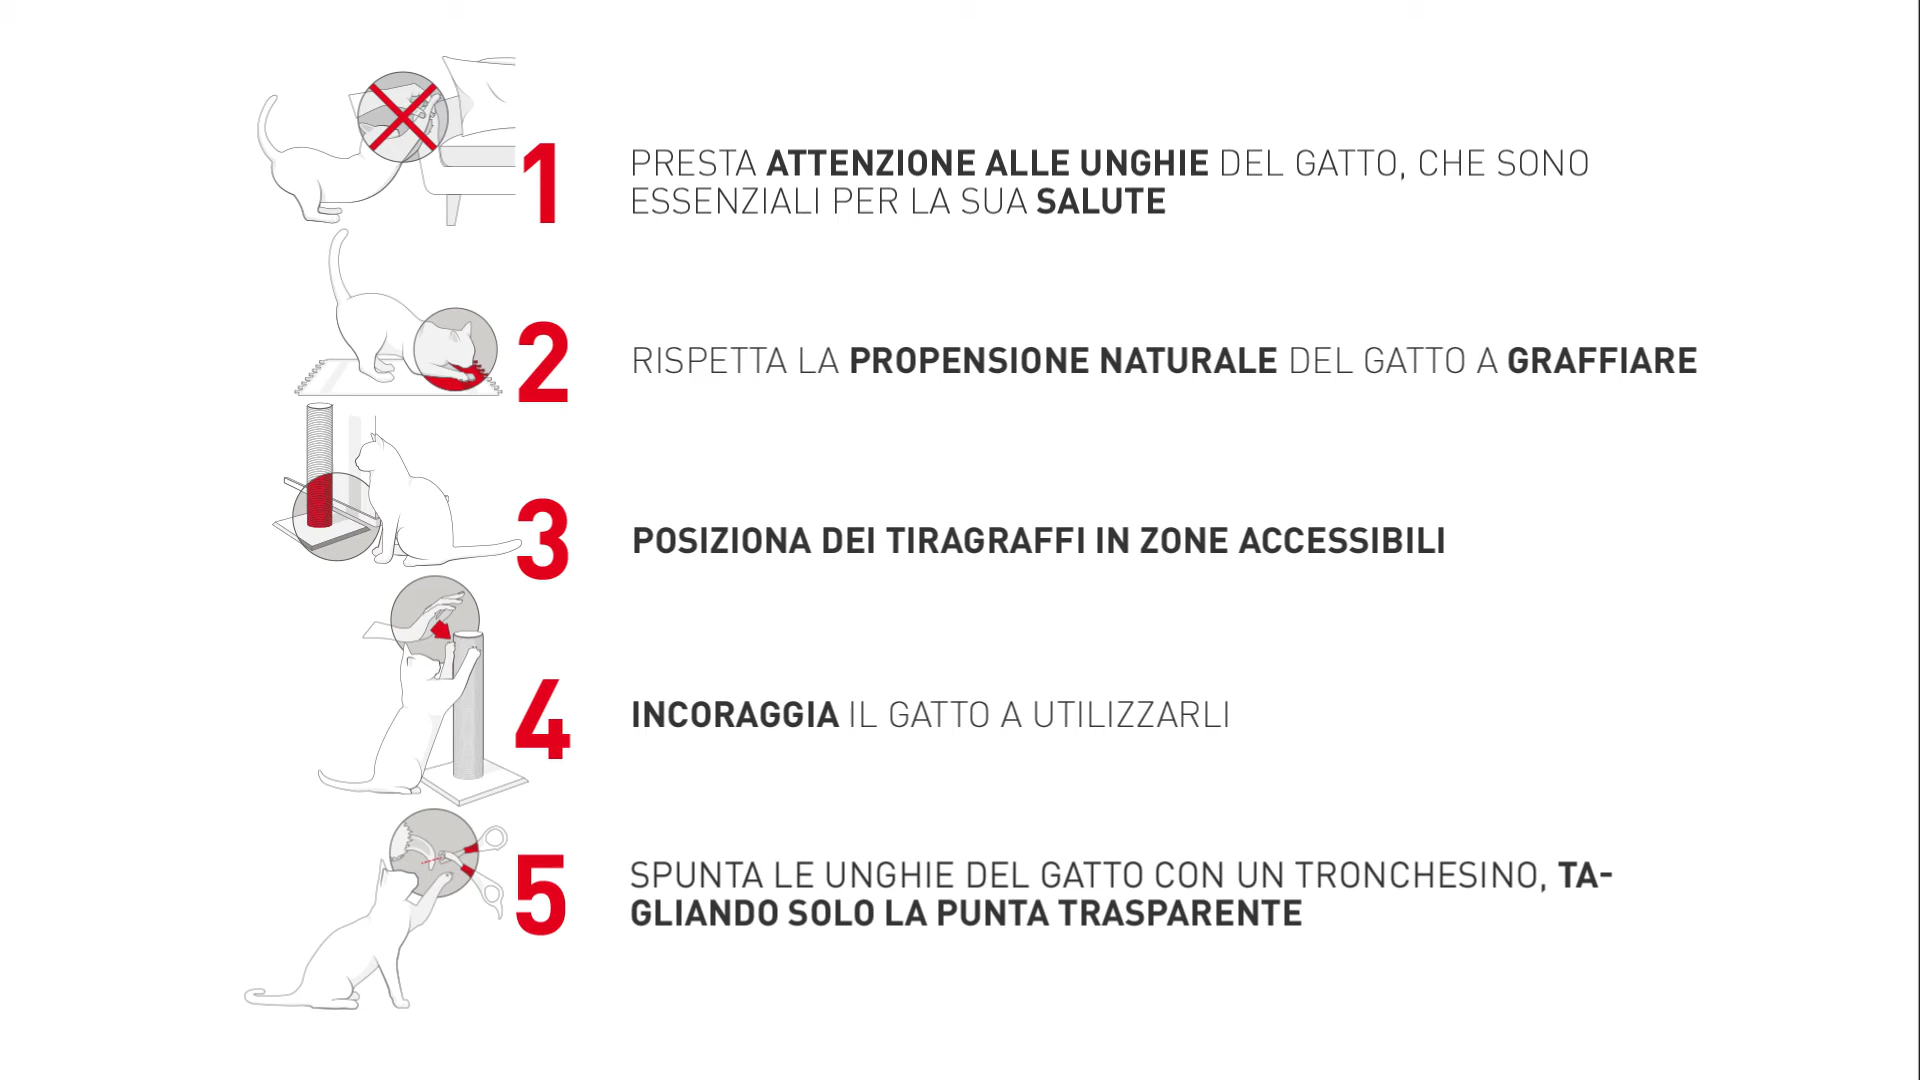 1
PRESTA ATTENZIONE ALLE UNGHIE DEL GATTO, CHE SONO
ESSENZIALI PER LA SUA SALUTE
2
RISPETTA LA PROPENSIONE NATURALE DEL GATTO A GRAFFIARE
3
POSIZIONA DEI TIRAGRAFFI IN ZONE ACCESSIBILI
4
INCORAGGIA IL GATTO A UTILIZZARLI
5
SPUNTA LE UNGHIE DEL GATTO CON UN TRONCHESINO, TA-
GLIANDO SOLO LA PUNTA TRASPARENTE